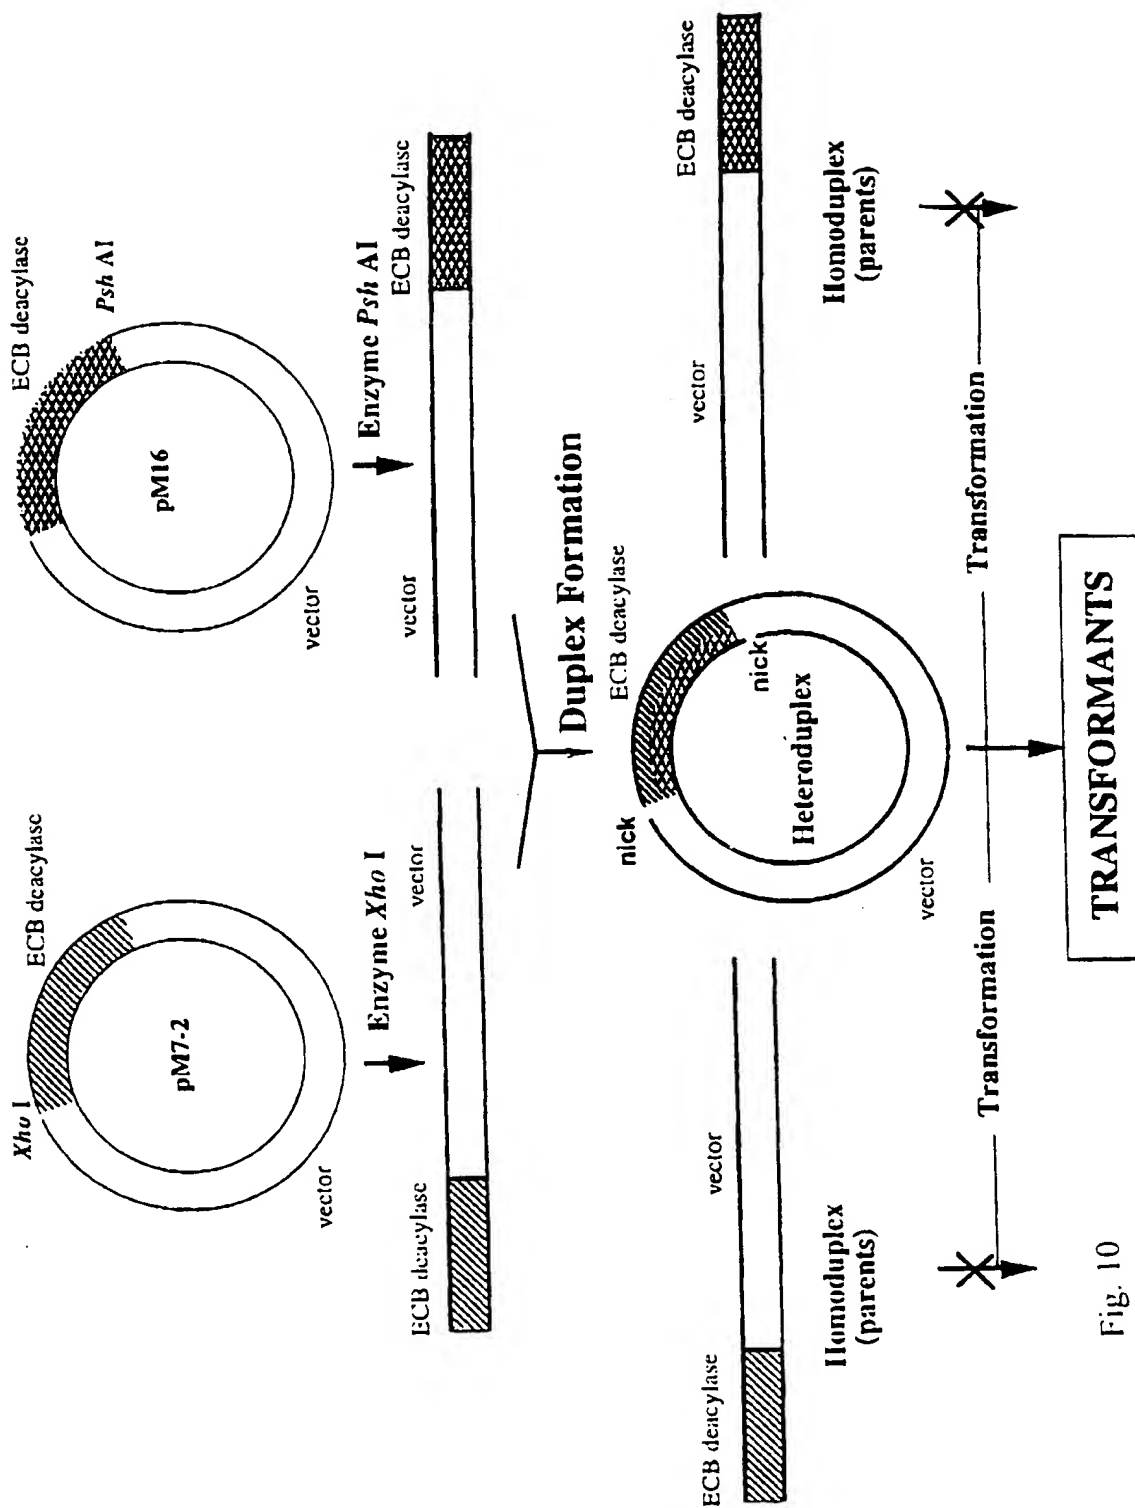 Xho I
ECB deacylase
pM7-2
vector
ECB deacylase
Psh AI
pM16
vector
Enzyme Xho I
Enzyme Psh AI
ECB deacylase
vector
vector
ECB deacylase
Duplex Formation
ECB deacylase
vector
nick
ECB deacylase
nick
Heteroduplex
vector
vector
ECB deacylase
Homoduplex
(parents)
Homoduplex
(parents)
Transformation
Transformation
TRANSFORMANTS
Fig. 10